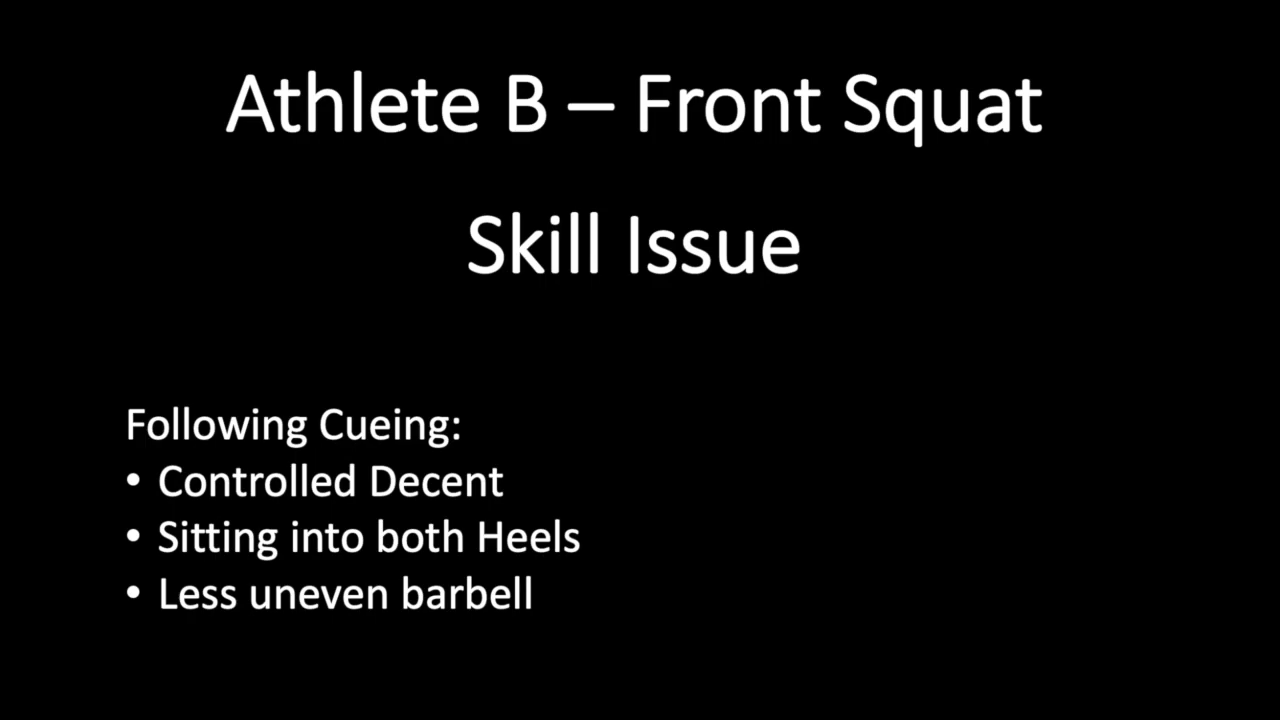 Athlete B – Front Squat
Skill Issue
Following Cueing:
• Controlled Decent
• Sitting into both Heels
• Less uneven barbell